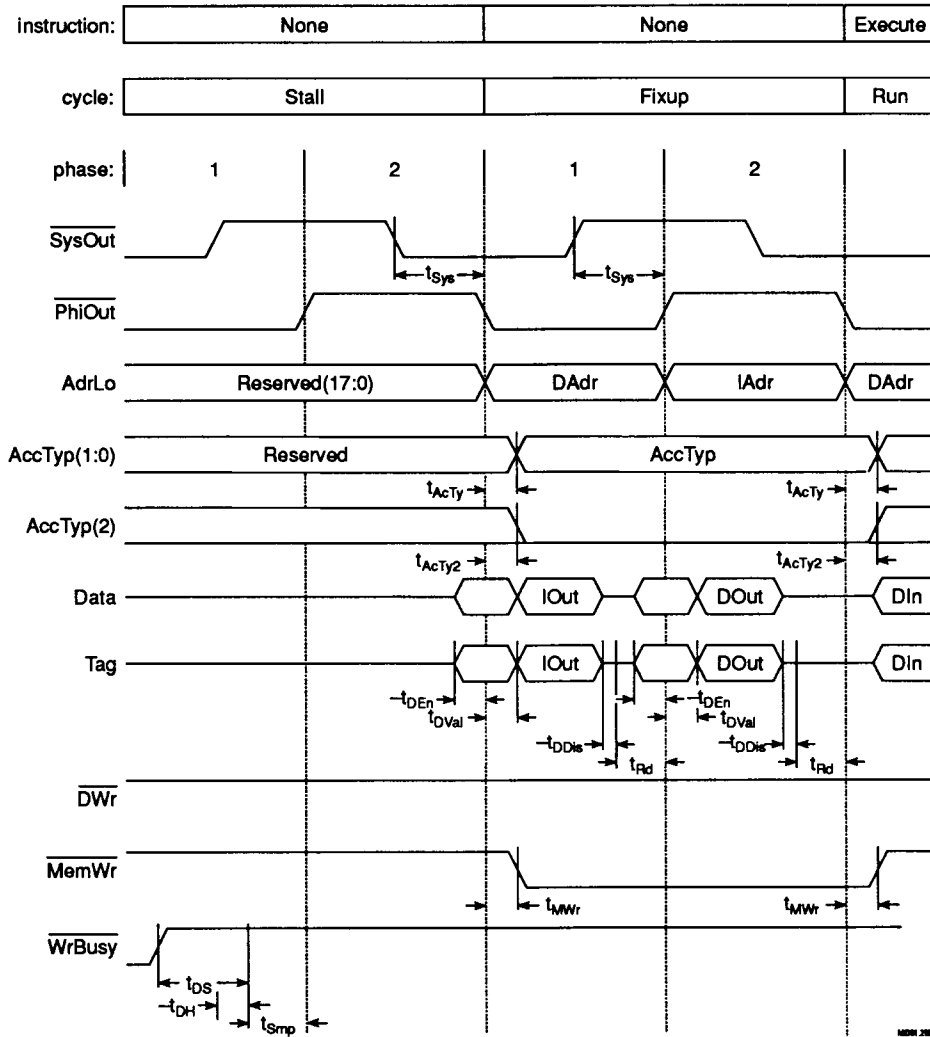 instruction: None None Execute
cycle: Stall Fixup Run
phase: 1 2 1 2
SysOut
tSys tSys
PhiOut
AdrLo Reserved(17:0) DAdr IAdr DAdr
AccTyp(1:0) Reserved AccTyp
tAcTy tAcTy
AccTyp(2)
tAcTy2 tAcTy2
Data IOut DOut DIn
Tag IOut DOut DIn
-tDEn -tDEn
tDVal tDVal
-tDDis -tDDis
tRd tRd
DWr
MemWr
tMWr tMWr
WrBusy
tDS
-tDH
tSmp